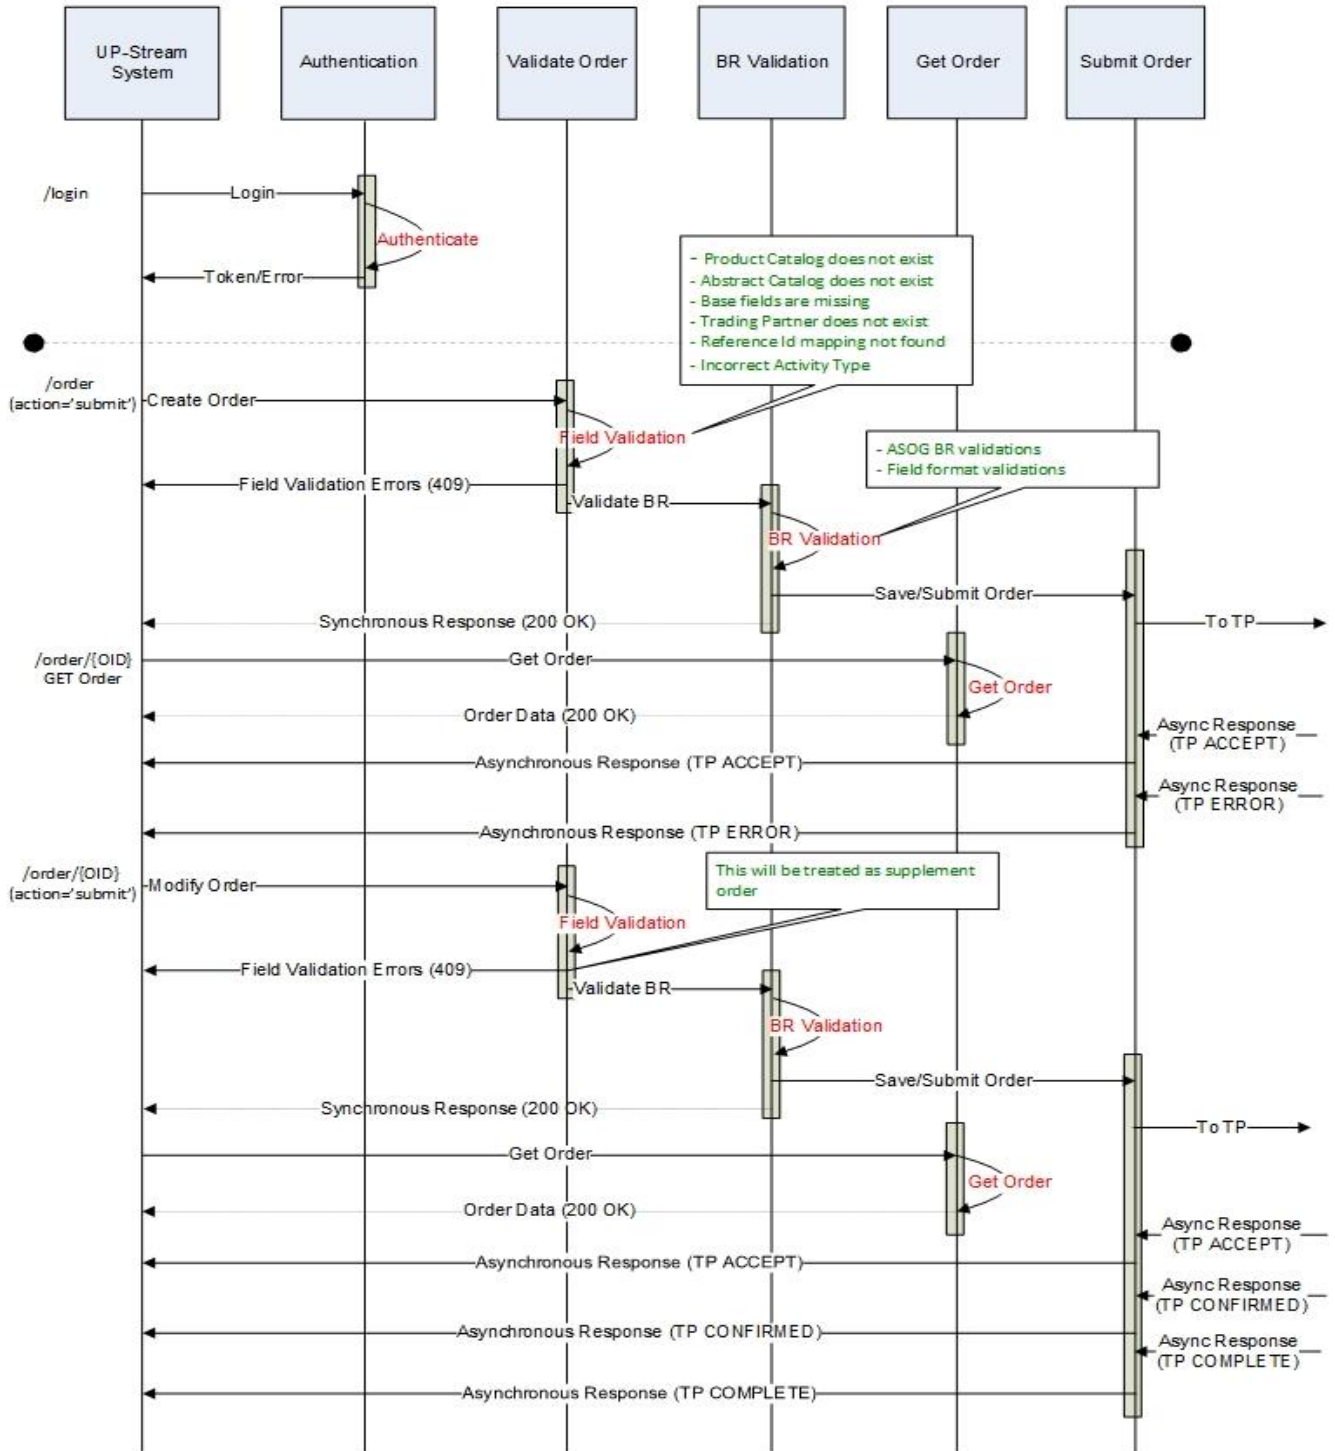 UP-Stream
System
Authentication
Validate Order
BR Validation
Get Order
Submit Order
/login
Login
Authenticate
Token/Error
- Product Catalog does not exist
- Abstract Catalog does not exist
- Base fields are missing
- Trading Partner does not exist
- Reference Id mapping not found
- Incorrect Activity Type
/order
(action='submit')
Create Order
Field Validation
- ASOG BR validations
- Field format validations
Field Validation Errors (409)
Validate BR
BR Validation
Save/Submit Order
Synchronous Response (200 OK)
To TP
/order/{OID}
GET Order
Get Order
Get Order
Order Data (200 OK)
Async Response
(TP ACCEPT)
Asynchronous Response (TP ACCEPT)
Async Response
(TP ERROR)
Asynchronous Response (TP ERROR)
/order/{OID}
(action='submit')
Modify Order
This will be treated as supplement
order
Field Validation
Field Validation Errors (409)
Validate BR
BR Validation
Save/Submit Order
Synchronous Response (200 OK)
To TP
Get Order
Get Order
Order Data (200 OK)
Async Response
(TP ACCEPT)
Asynchronous Response (TP ACCEPT)
Async Response
(TP CONFIRMED)
Asynchronous Response (TP CONFIRMED)
Async Response
(TP COMPLETE)
Asynchronous Response (TP COMPLETE)